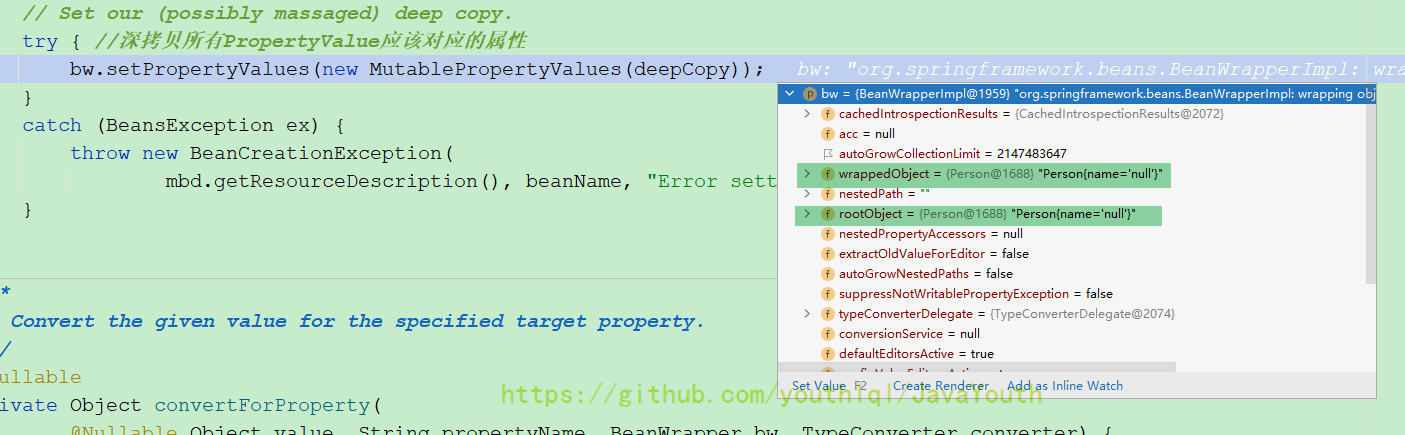 // Set our (possibly massaged) deep copy.
try { //深拷贝所有PropertyValue应该对应的属性
bw.setPropertyValues(new MutablePropertyValues(deepCopy)); bw: "org.springframework.beans.BeanWrapperImpl: wra
}
catch (BeansException ex) {
throw new BeanCreationException(
mbd.getResourceDescription(), beanName, "Error sett
}
*
Convert the given value for the specified target property.
/
ullable
ivate Object convertForProperty(
@Nullable Object value, String propertyName, BeanWrapper bw, TypeConverter converter) {
bw = {BeanWrapperImpl@1959} "org.springframework.beans.BeanWrapperImpl: wrapping obj
cachedIntrospectionResults = {CachedIntrospectionResults@2072}
acc = null
autoGrowCollectionLimit = 2147483647
wrappedObject = {Person@1688} "Person{name='null'}"
nestedPath = ""
rootObject = {Person@1688} "Person{name='null'}"
nestedPropertyAccessors = null
extractOldValueForEditor = false
autoGrowNestedPaths = false
suppressNotWritablePropertyException = false
typeConverterDelegate = {TypeConverterDelegate@2074}
conversionService = null
defaultEditorsActive = true
Set Value F2 Create Renderer Add as Inline Watch
https://github.com/youthlql/JavaYouth